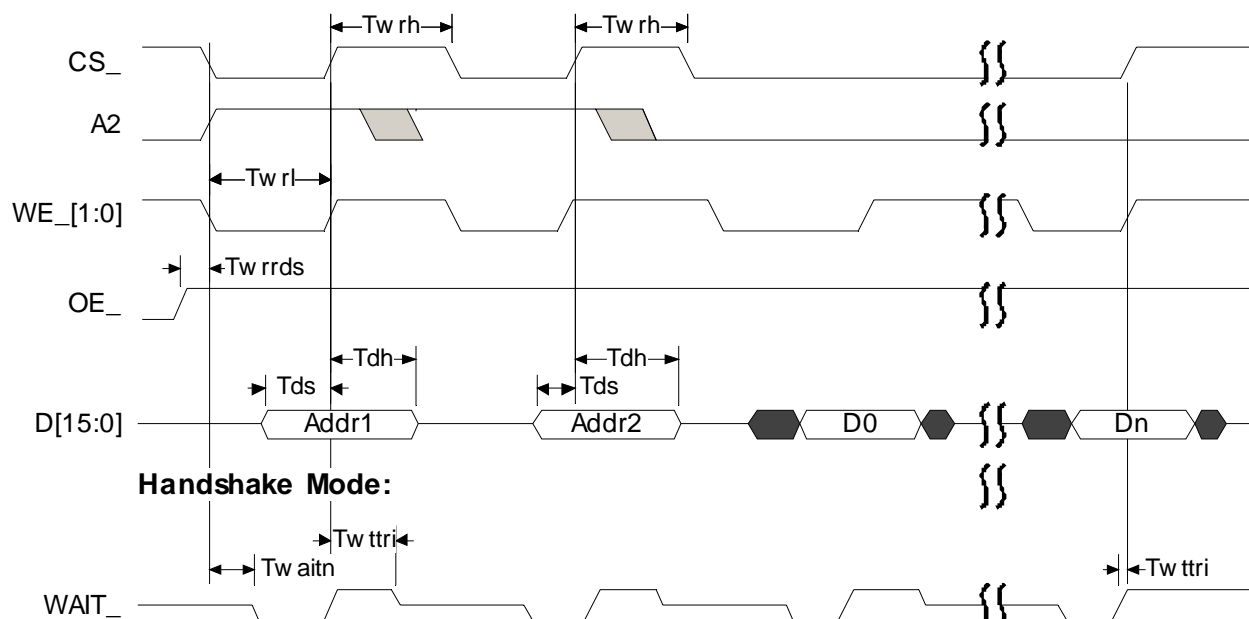 Tw rh Tw rh
CS_
A2
Tw rl
WE_[1:0]
Tw rrds
OE_
Tdh Tdh
Tds Tds
D[15:0] Addr1 Addr2 D0 Dn
Handshake Mode:
Tw ttri
Tw aitn Tw ttri
WAIT_